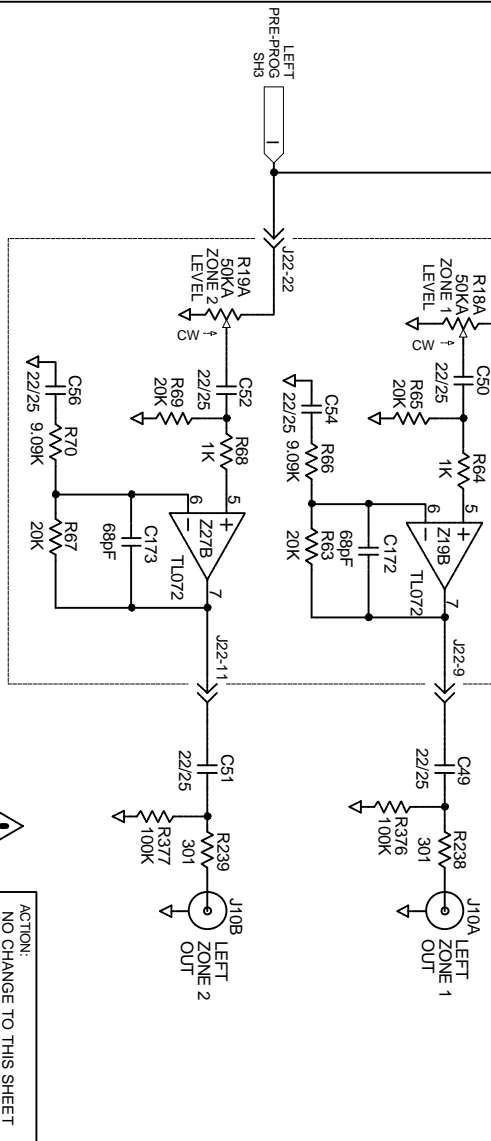 LEFT
PRE-PROG
SH3
I
J22-22
R18A
50KA
ZONE 1
LEVEL
CW
C50
22/25
R65
20K
R64
1K
5
6
+
−
Z19B
TL072
7
C54
22/25
R66
9.09K
R63
20K
C172
68pF
J22-9
C49
22/25
R376
100K
R238
301
J10A
LEFT
ZONE 1
OUT
R19A
50KA
ZONE 2
LEVEL
CW
C52
22/25
R69
20K
R68
1K
5
6
+
−
Z27B
TL072
7
C56
22/25
R70
9.09K
R67
20K
C173
68pF
J22-11
C51
22/25
R377
100K
R239
301
J10B
LEFT
ZONE 2
OUT
ACTION:
NO CHANGE TO THIS SHEET